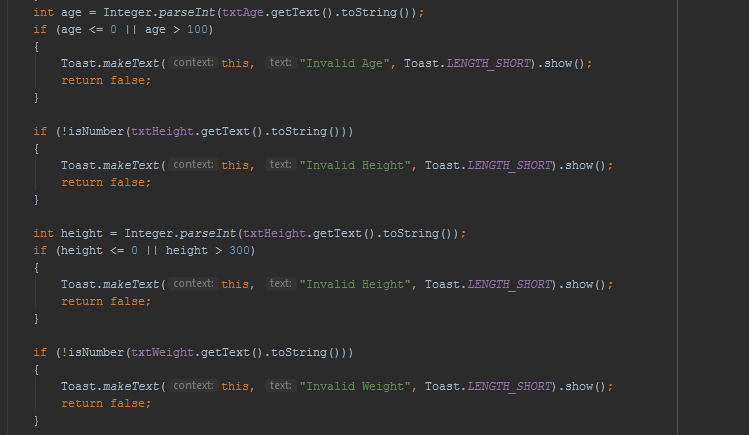 int age = Integer.parseInt(txtAge.getText().toString());
if (age <= 0 || age > 100)
{
Toast.makeText( context: this, text: "Invalid Age", Toast.LENGTH_SHORT).show();
return false;
}
if (!isNumber(txtHeight.getText().toString()))
{
Toast.makeText( context: this, text: "Invalid Height", Toast.LENGTH_SHORT).show();
return false;
}
int height = Integer.parseInt(txtHeight.getText().toString());
if (height <= 0 || height > 300)
{
Toast.makeText( context: this, text: "Invalid Height", Toast.LENGTH_SHORT).show();
return false;
}
if (!isNumber(txtWeight.getText().toString()))
{
Toast.makeText( context: this, text: "Invalid Weight", Toast.LENGTH_SHORT).show();
return false;
}